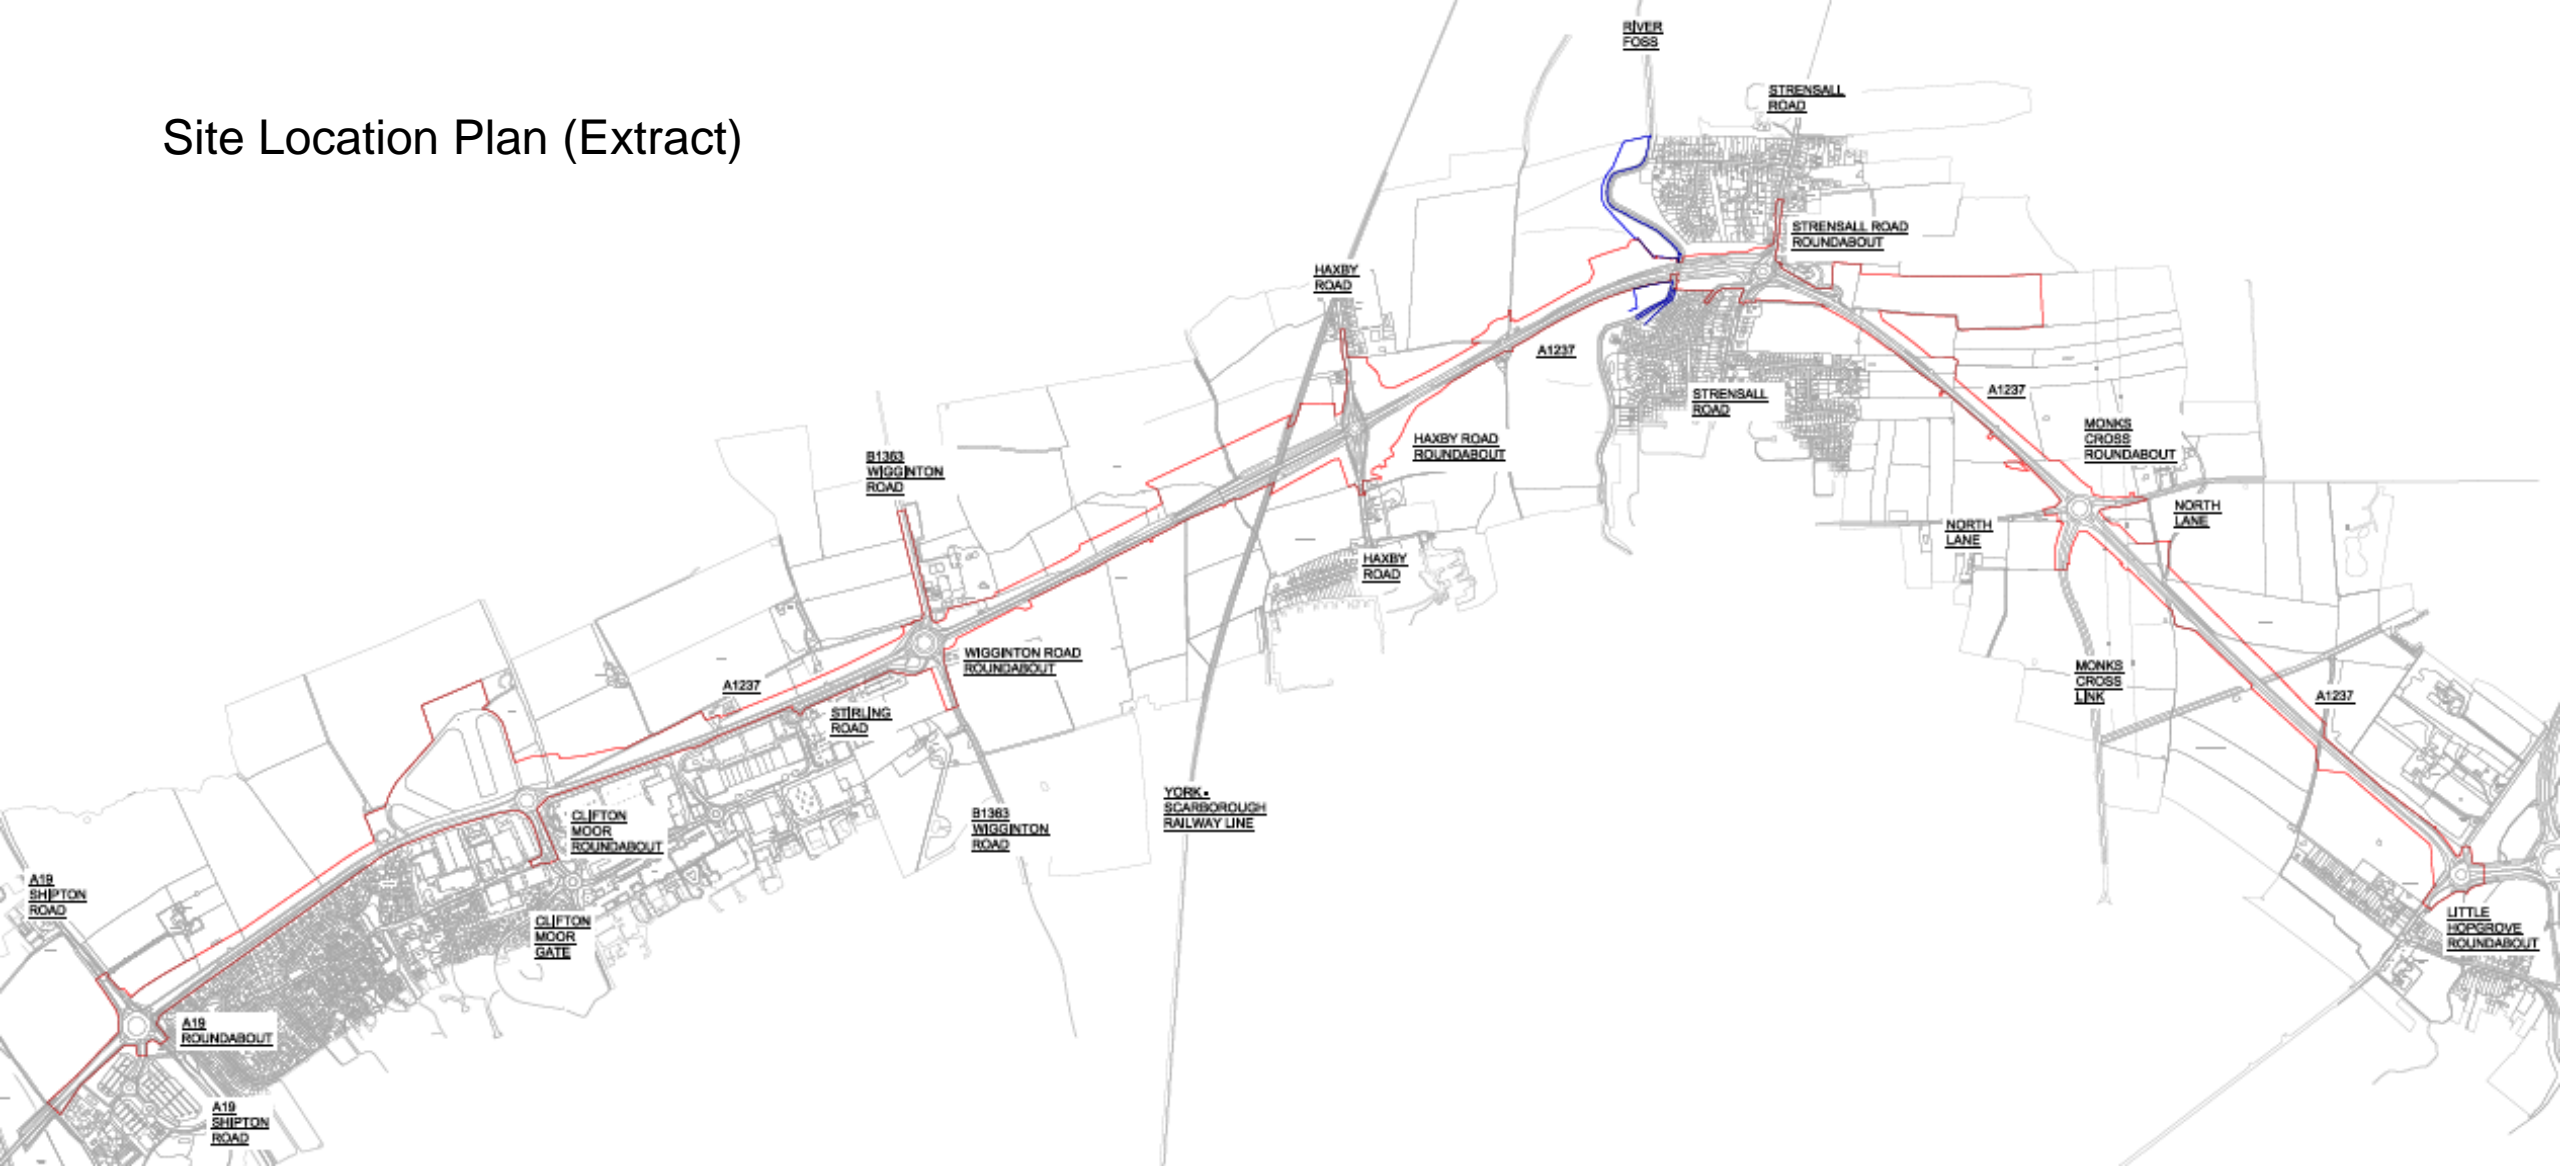 Site Location Plan (Extract)
RIVER
FOSS
STRENSALL
ROAD
STRENSALL ROAD
ROUNDABOUT
HAXBY
ROAD
A1237
STRENSALL
ROAD
A1237
MONKS
CROSS
ROUNDABOUT
HAXBY ROAD
ROUNDABOUT
B1363
WIGGINTON
ROAD
NORTH
LANE
NORTH
LANE
HAXBY
ROAD
WIGGINTON ROAD
ROUNDABOUT
A1237
MONKS
CROSS
LINK
A1237
STIRLING
ROAD
YORK -
SCARBOROUGH
RAILWAY LINE
B1363
WIGGINTON
ROAD
CLIFTON
MOOR
ROUNDABOUT
A19
SHIPTON
ROAD
CLIFTON
MOOR
GATE
LITTLE
HOPGROVE
ROUNDABOUT
A19
ROUNDABOUT
A19
SHIPTON
ROAD